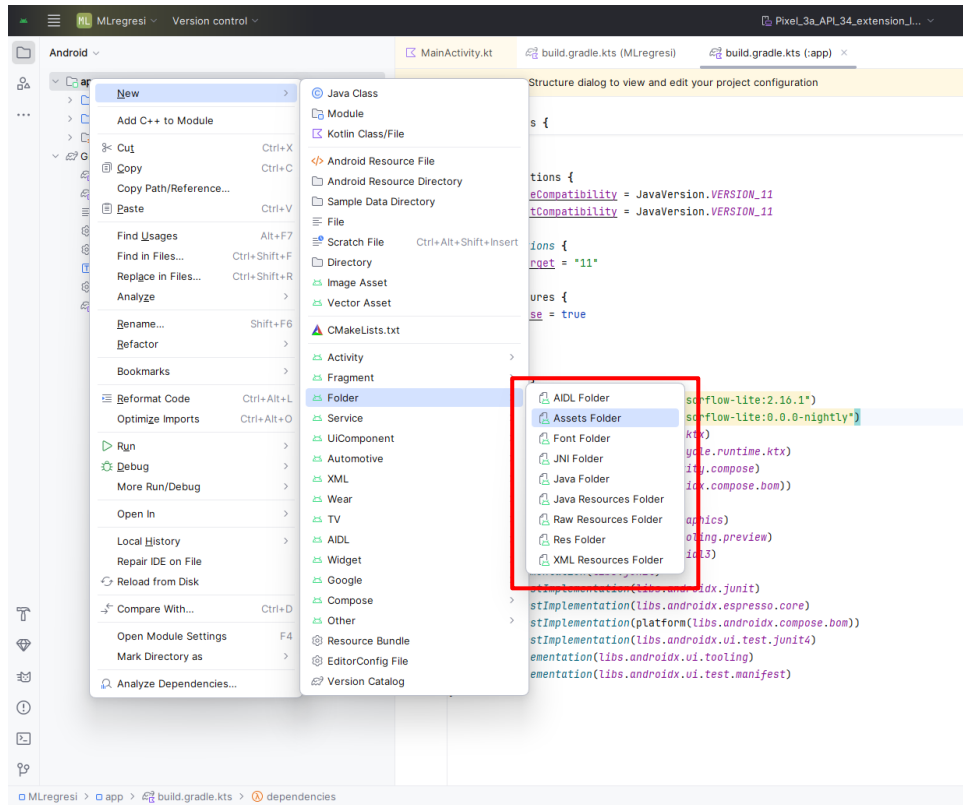 ML MLregresi Version control Pixel_3a_API_34_extension_l...
Android
MainActivity.kt build.gradle.kts (MLregresi) build.gradle.kts (:app)
Structure dialog to view and edit your project configuration
New
Add C++ to Module
Cut Ctrl+X
Copy Ctrl+C
Copy Path/Reference...
Paste Ctrl+V
Find Usages Alt+F7
Find in Files... Ctrl+Shift+F
Replace in Files... Ctrl+Shift+R
Analyze
Rename... Shift+F6
Refactor
Bookmarks
Reformat Code Ctrl+Alt+L
Optimize Imports Ctrl+Alt+O
Run
Debug
More Run/Debug
Open In
Local History
Repair IDE on File
Reload from Disk
Compare With... Ctrl+D
Open Module Settings F4
Mark Directory as
Analyze Dependencies...
Java Class
Module
Kotlin Class/File
Android Resource File
Android Resource Directory
Sample Data Directory
File
Scratch File Ctrl+Alt+Shift+Insert
Directory
Image Asset
Vector Asset
CMakeLists.txt
Activity
Fragment
Folder
Service
UiComponent
Automotive
XML
Wear
TV
AIDL
Widget
Google
Compose
Other
Resource Bundle
EditorConfig File
Version Catalog
AIDL Folder
Assets Folder
Font Folder
JNI Folder
Java Folder
Java Resources Folder
Raw Resources Folder
Res Folder
XML Resources Folder
s {
tions {
eCompatibility = JavaVersion.VERSION_11
tCompatibility = JavaVersion.VERSION_11
ions {
rget = "11"
ures {
se = true
sorflow-lite:2.16.1")
sorflow-lite:0.0.0-nightly")
ktx)
ycle.runtime.ktx)
ity.compose)
idx.compose.bom))
aphics)
oling.preview)
ial3)
stImplementation(libs.androidx.junit)
stImplementation(libs.androidx.espresso.core)
stImplementation(platform(libs.androidx.compose.bom))
stImplementation(libs.androidx.ui.test.junit4)
ementation(libs.androidx.ui.tooling)
ementation(libs.androidx.ui.test.manifest)
MLregresi > app > build.gradle.kts > dependencies